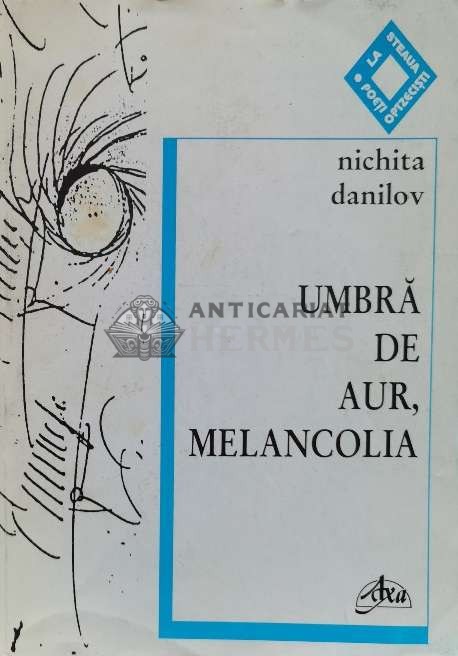 LA
STEAUA
POEȚI
OPTZECIȘTI
nichita
danilov
ANTICARIAT
HERMES
UMBRĂ
DE
AUR,
MELANCOLIA
Axa